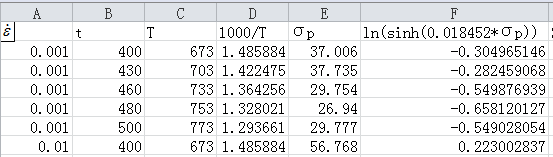 A B C D E F
ε̇ t T 1000/T σp ln(sinh(0.018452*σp))
0.001 400 673 1.485884 37.006 -0.304965146
0.001 430 703 1.422475 37.735 -0.282459068
0.001 460 733 1.364256 29.754 -0.549876939
0.001 480 753 1.328021 26.94 -0.658120127
0.001 500 773 1.293661 29.777 -0.549028054
0.01 400 673 1.485884 56.768 0.223002837